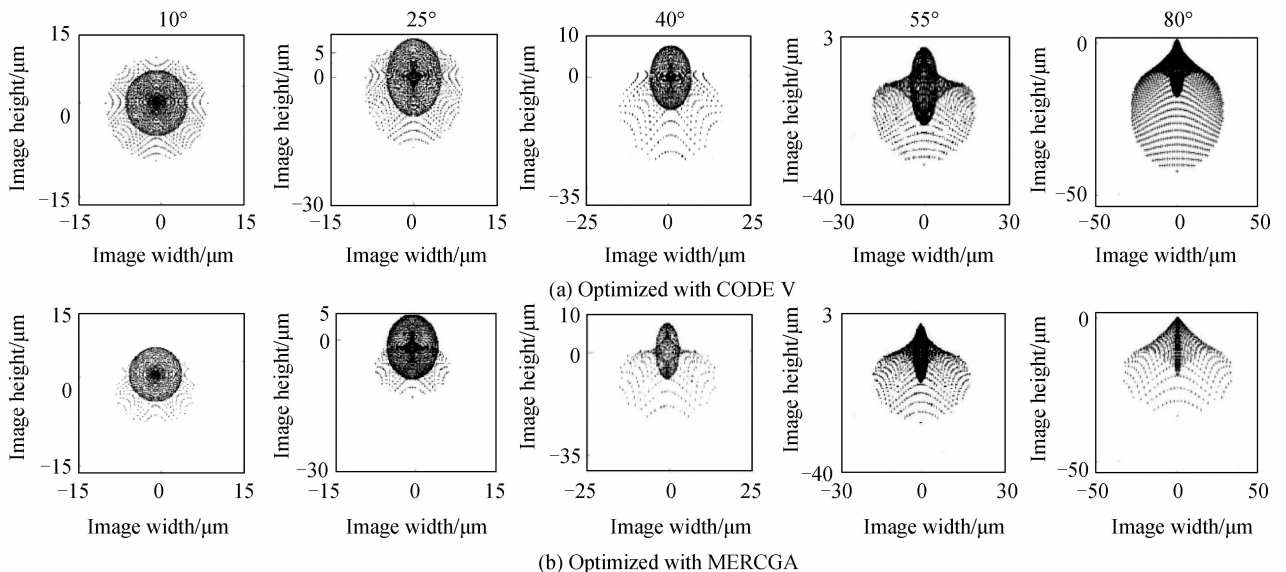 10° 25° 40° 55° 80°
15 0 −15 Image height/μm −15 0 15 Image width/μm
5 0 −30 Image height/μm −15 0 15 Image width/μm
10 0 −35 Image height/μm −25 0 25 Image width/μm
3 −40 Image height/μm −30 0 30 Image width/μm
0 −50 Image height/μm −50 0 50 Image width/μm
(a) Optimized with CODE V
15 0 −15 Image height/μm −15 0 15 Image width/μm
5 0 −30 Image height/μm −15 0 15 Image width/μm
10 0 −35 Image height/μm −25 0 25 Image width/μm
3 −40 Image height/μm −30 0 30 Image width/μm
0 −50 Image height/μm −50 0 50 Image width/μm
(b) Optimized with MERCGA